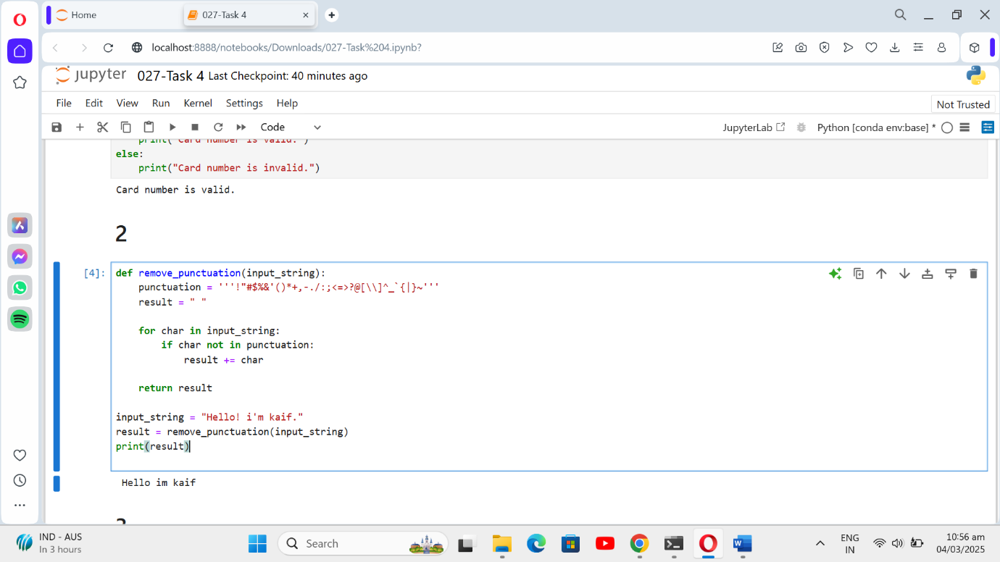 Home
027-Task 4
localhost:8888/notebooks/Downloads/027-Task%204.ipynb?
jupyter 027-Task 4 Last Checkpoint: 40 minutes ago
File Edit View Run Kernel Settings Help
Not Trusted
Code
JupyterLab
Python [conda env:base] *
print("Card number is valid.")
else:
    print("Card number is invalid.")
Card number is valid.
2
[4]:
def remove_punctuation(input_string):
    punctuation = '''!"#$%&'()*+,-./:;<=>?@[\\]^_`{|}~'''
    result = " "
    for char in input_string:
        if char not in punctuation:
            result += char
    return result
input_string = "Hello! i'm kaif."
result = remove_punctuation(input_string)
print(result)
Hello im kaif
IND - AUS
In 3 hours
Search
ENG
IN
10:56 am
04/03/2025